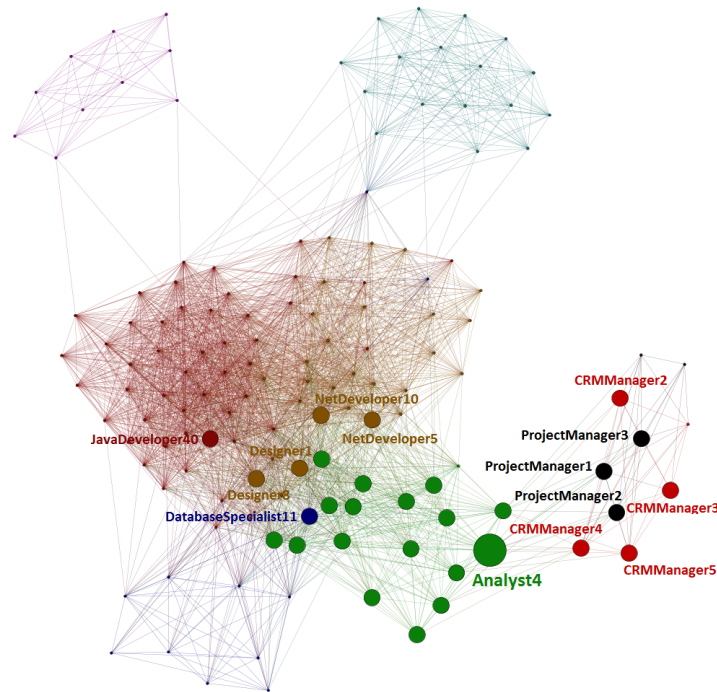 CRMManager2
NetDeveloper10
ProjectManager3
JavaDeveloper40
NetDeveloper5
Designer1
ProjectManager1
Designer8
ProjectManager2
CRMManager3
DatabaseSpecialist11
CRMManager4
CRMManager5
Analyst4